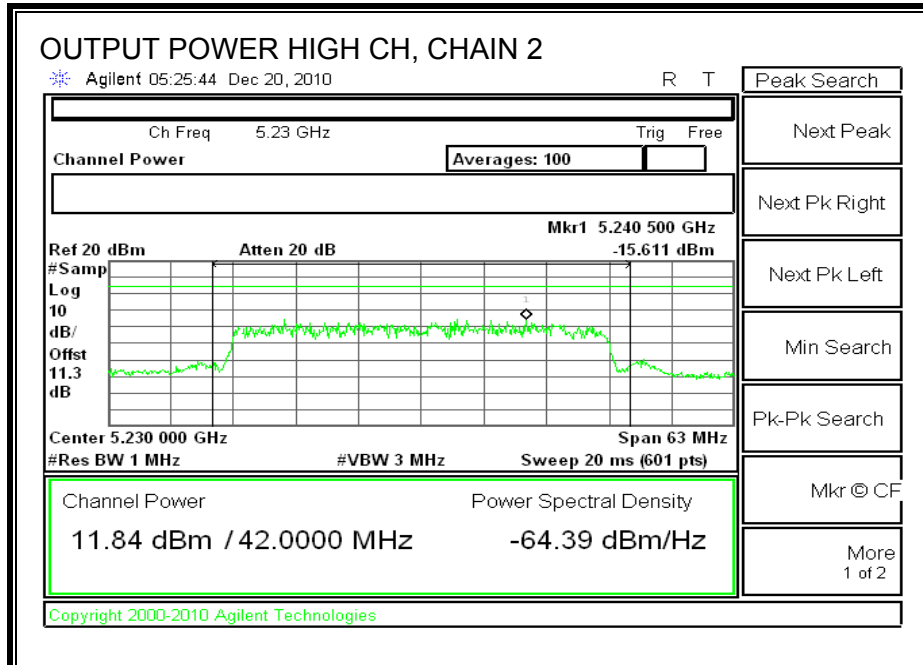 OUTPUT POWER HIGH CH, CHAIN 2
Agilent 05:25:44 Dec 20, 2010 R T
Peak Search
Ch Freq 5.23 GHz Trig Free
Channel Power Averages: 100
Mkr1 5.240 500 GHz
Ref 20 dBm Atten 20 dB -15.611 dBm
#Samp
Log
10
dB/
Offst
11.3
dB
1
Center 5.230 000 GHz Span 63 MHz
#Res BW 1 MHz #VBW 3 MHz Sweep 20 ms (601 pts)
Channel Power Power Spectral Density
11.84 dBm / 42.0000 MHz -64.39 dBm/Hz
Copyright 2000-2010 Agilent Technologies
Next Peak
Next Pk Right
Next Pk Left
Min Search
Pk-Pk Search
Mkr © CF
More
1 of 2